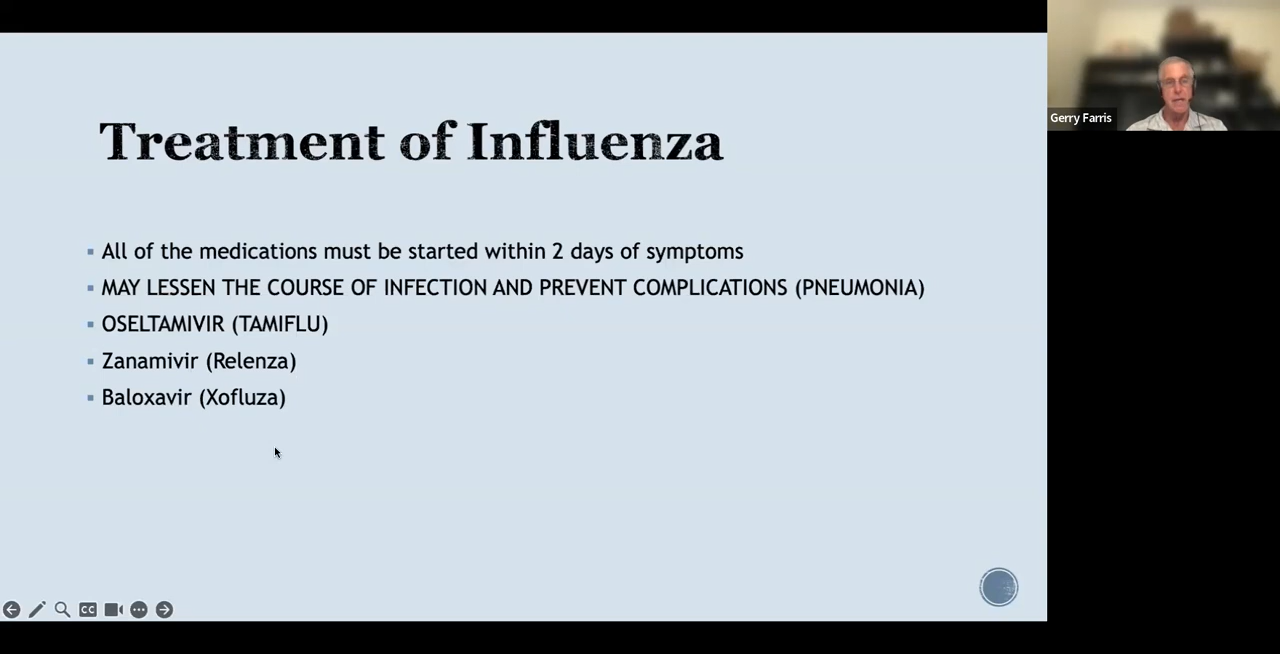 Treatment of Influenza
All of the medications must be started within 2 days of symptoms
MAY LESSEN THE COURSE OF INFECTION AND PREVENT COMPLICATIONS (PNEUMONIA)
OSELTAMIVIR (TAMIFLU)
Zanamivir (Relenza)
Baloxavir (Xofluza)
CC
Gerry Farris